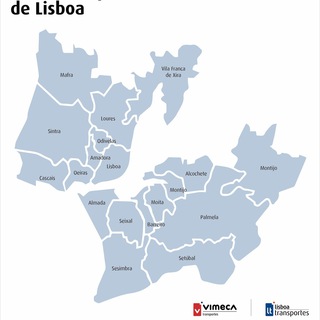 de Lisboa
Mafra
Vila Franca
de Xira
Loures
Sintra
Odivelas
Amadora
Lisboa
Cascais
Oeiras
Montijo
Alcochete
Montijo
Almada
Moita
Seixal
Barreiro
Palmela
Setúbal
Sesimbra
VIMECA
transportes
lisboa
transportes